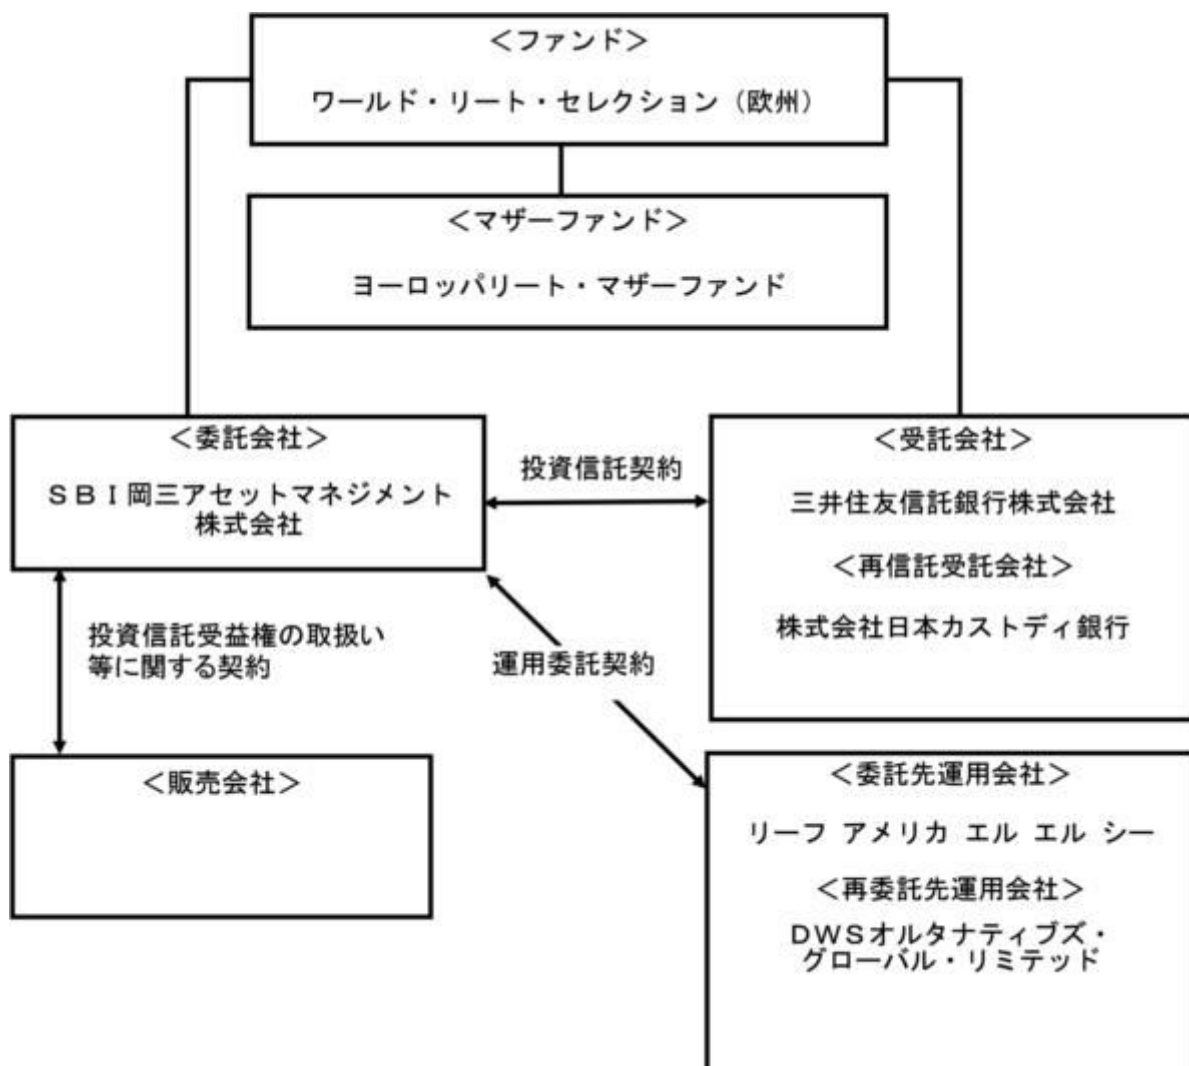 ＜ファンド＞
ワールド・リート・セレクション（欧州）
＜マザーファンド＞
ヨーロッパリート・マザーファンド
＜委託会社＞
ＳＢＩ岡三アセットマネジメント
株式会社
投資信託契約
＜受託会社＞
三井住友信託銀行株式会社
＜再信託受託会社＞
株式会社日本カストディ銀行
投資信託受益権の取扱い
等に関する契約
運用委託契約
＜販売会社＞
＜委託先運用会社＞
リーフ アメリカ エル エル シー
＜再委託先運用会社＞
ＤＷＳオルタナティブズ・
グローバル・リミテッド